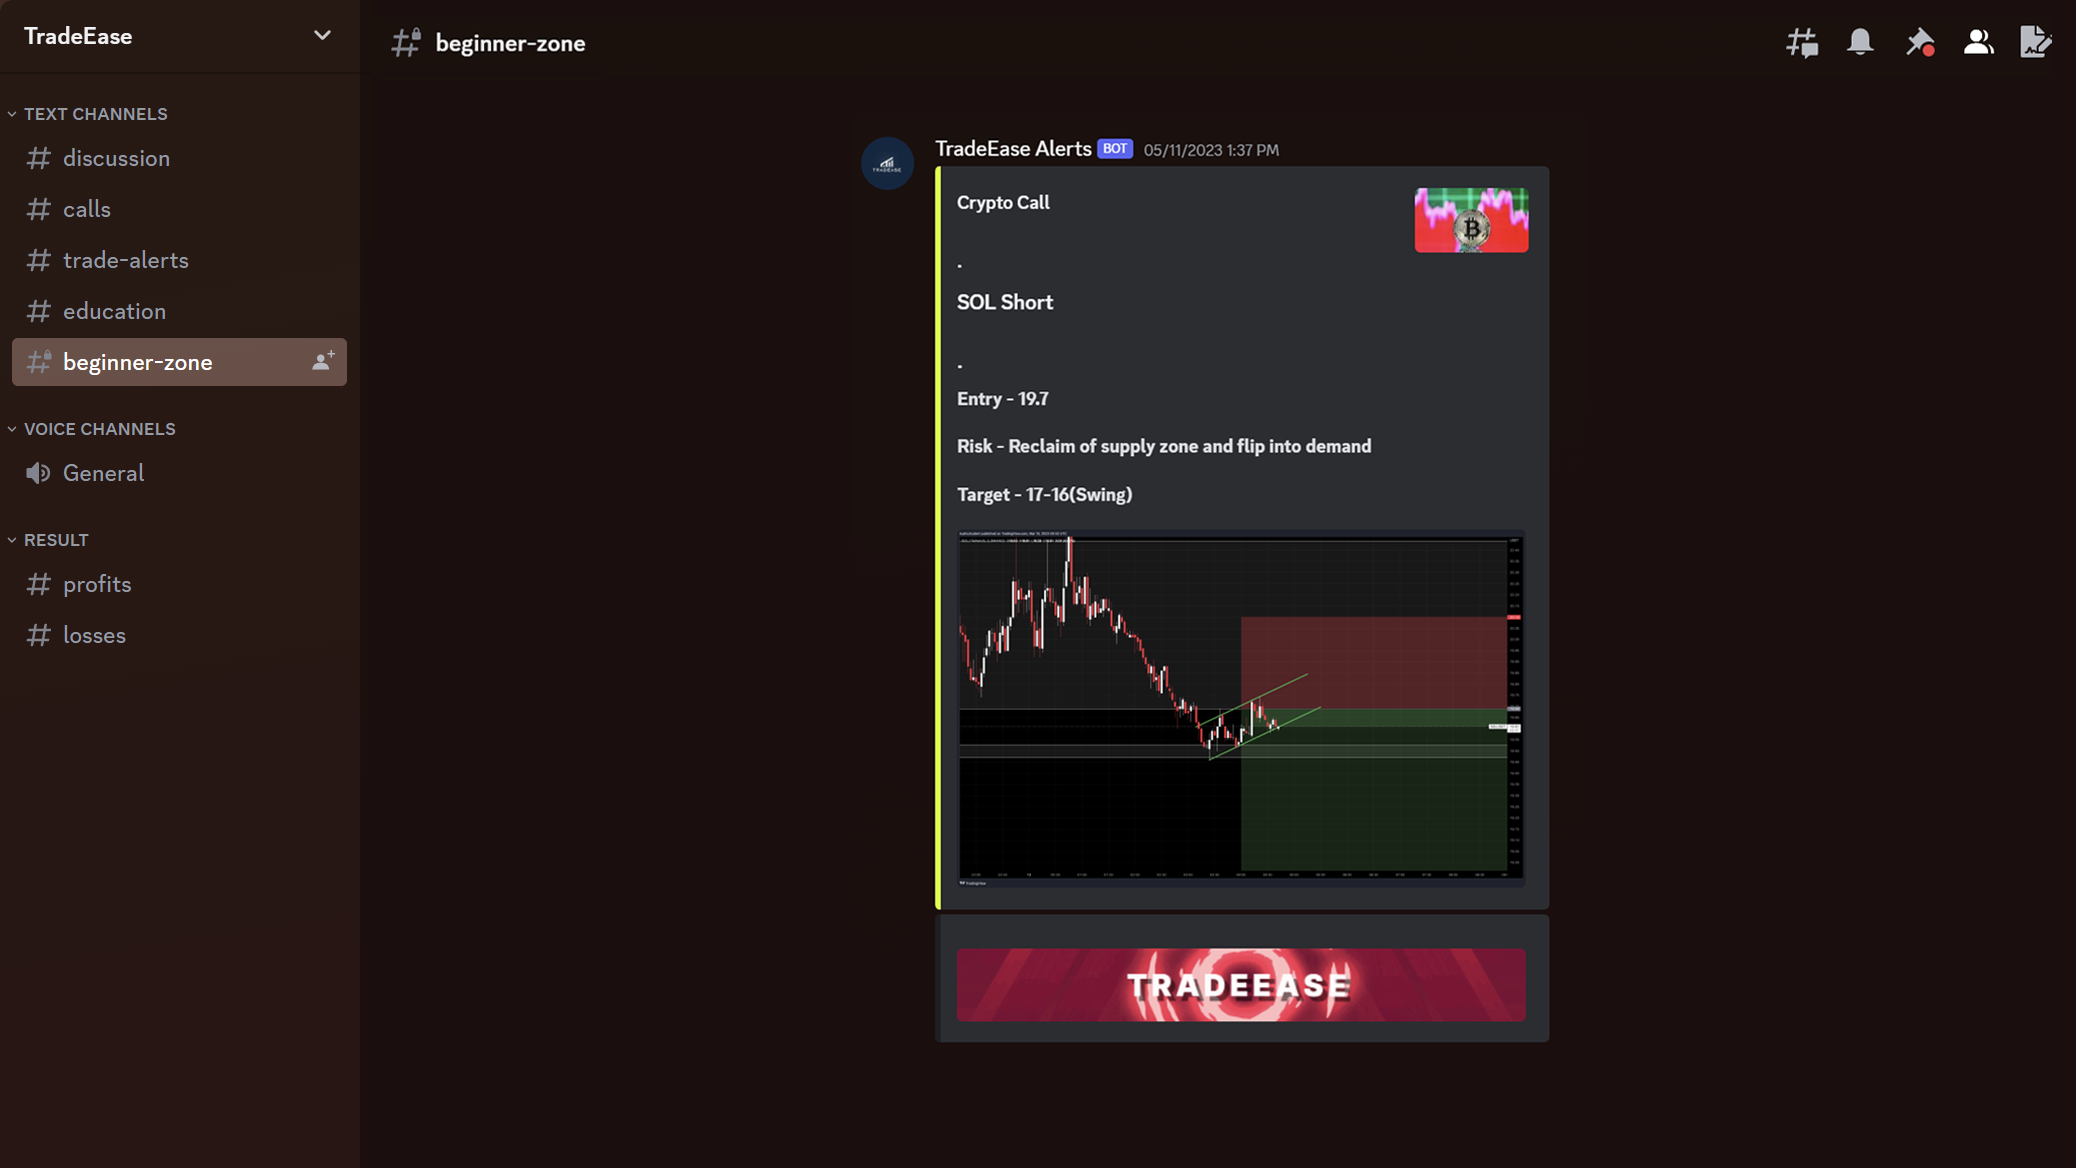 TradeEase
beginner-zone
TEXT CHANNELS
discussion
calls
trade-alerts
education
beginner-zone
VOICE CHANNELS
General
RESULT
profits
losses
TRADEEASE
TradeEase Alerts BOT 05/11/2023 1:37 PM
Crypto Call
.
SOL Short
.
Entry - 19.7
Risk - Reclaim of supply zone and flip into demand
Target - 17-16(Swing)
TradingView
TRADEEASE